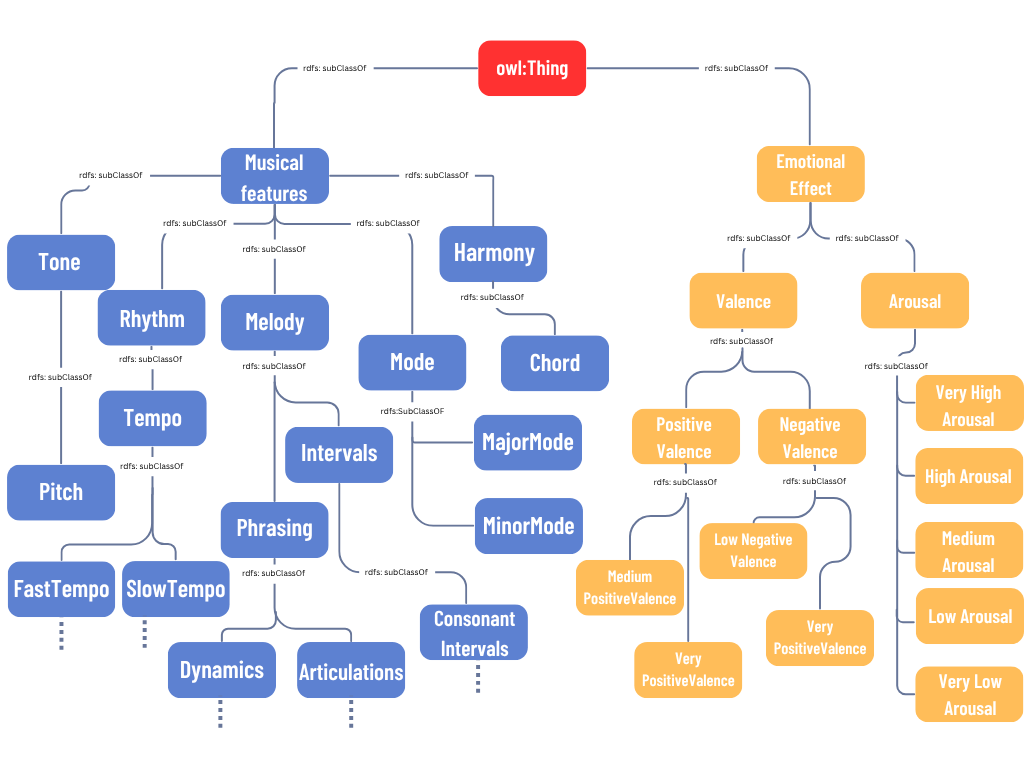 owl:Thing
rdfs: subClassOf
rdfs: subClassOf
Musical
features
Emotional
Effect
rdfs: subClassOf
rdfs: subClassOf
rdfs: subClassOf
rdfs: subClassOf
rdfs: subClassOf
rdfs: subClassOf
rdfs: subClassOf
Tone
Harmony
rdfs: subClassOf
Valence
Arousal
Rhythm
Melody
rdfs: subClassOf
rdfs: subClassOf
rdfs: subClassOf
rdfs: subClassOf
Mode
Chord
rdfs: subClassOf
rdfs: subClassOf
Very High
Arousal
Tempo
rdfs:SubClassOF
Positive
Valence
Negative
Valence
MajorMode
Intervals
rdfs: subClassOf
rdfs: subClassOf
rdfs: subClassOf
High Arousal
Pitch
Phrasing
MinorMode
Low Negative
Valence
Medium
Arousal
rdfs: subClassOf
rdfs: subClassOf
FastTempo
SlowTempo
Medium
PositiveValence
Low Arousal
Consonant
Intervals
Very
PositiveValence
Dynamics
Articulations
Very
PositiveValence
Very Low
Arousal